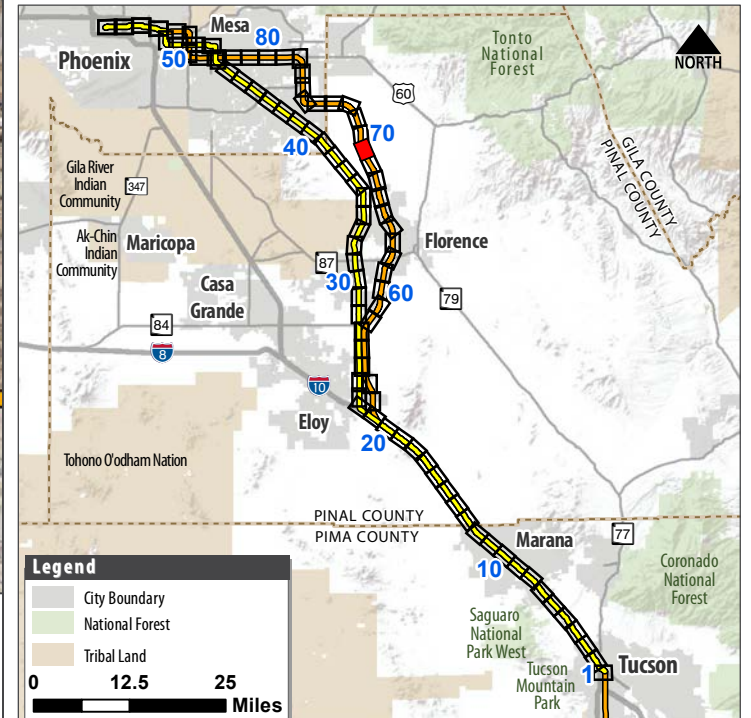 Mesa
80
Phoenix
50
Tonto
National
Forest
NORTH
60
70
40
GILA COUNTY
PINAL COUNTY
Gila River
Indian
Community
347
Ak-Chin
Indian
Community
Maricopa
Florence
87
30
Casa
Grande
60
79
84
8
10
Eloy
20
Tohono O'odham Nation
PINAL COUNTY
PIMA COUNTY
Marana
77
10
Coronado
National
Forest
Saguaro
National
Park West
Tucson
Mountain
Park
1
Tucson
Legend
City Boundary
National Forest
Tribal Land
0 12.5 25
Miles